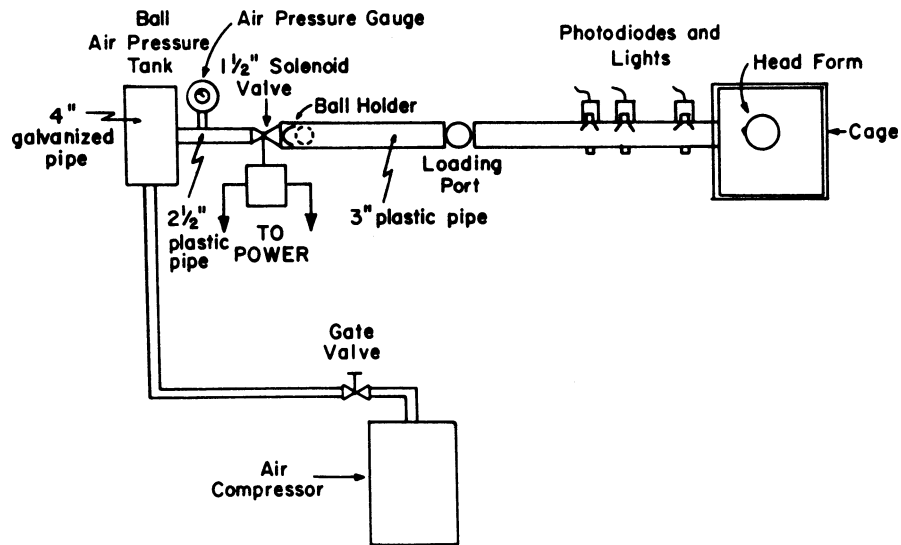 Ball
Air Pressure
Tank
Air Pressure Gauge
1½" Solenoid
Valve
Photodiodes and
Lights
Head Form
4"
galvanized
pipe
Ball Holder
Cage
Loading
Port
3" plastic pipe
2½"
plastic
pipe
TO
POWER
Gate
Valve
Air
Compressor